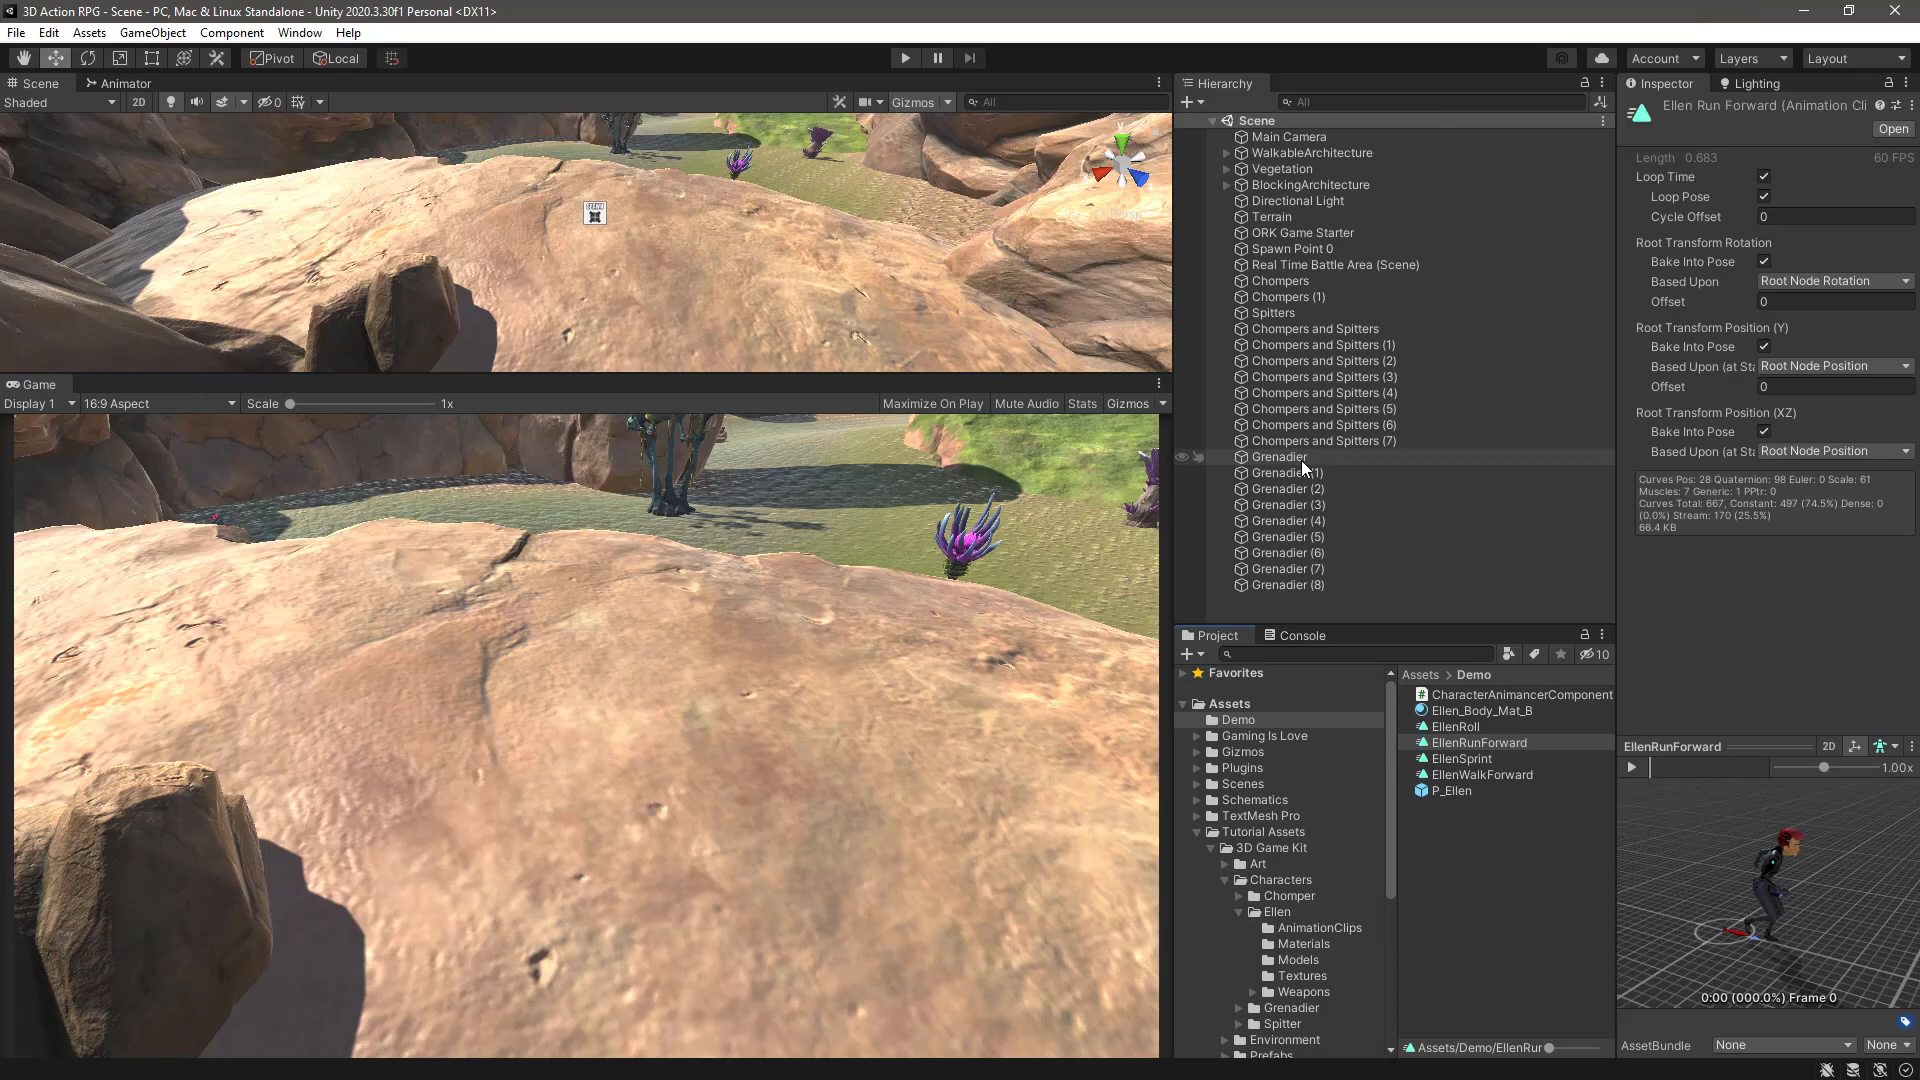 3D Action RPG - Scene - PC, Mac & Linux Standalone - Unity 2020.3.30f1 Personal <DX11>
File Edit Assets GameObject Component Window Help
Pivot Local Account Layers Layout
Scene Animator
Shaded 2D 0 Gizmos All
SPAWN
y
Game
Display 1 16:9 Aspect Scale 1x Maximize On Play Mute Audio Stats Gizmos
Hierarchy
All
Scene
Main Camera
WalkableArchitecture
Vegetation
BlockingArchitecture
Directional Light
Terrain
ORK Game Starter
Spawn Point 0
Real Time Battle Area (Scene)
Chompers
Chompers (1)
Spitters
Chompers and Spitters
Chompers and Spitters (1)
Chompers and Spitters (2)
Chompers and Spitters (3)
Chompers and Spitters (4)
Chompers and Spitters (5)
Chompers and Spitters (6)
Chompers and Spitters (7)
Grenadier
Grenadier (1)
Grenadier (2)
Grenadier (3)
Grenadier (4)
Grenadier (5)
Grenadier (6)
Grenadier (7)
Grenadier (8)
Project Console
10
Favorites
Assets
Demo
Gaming Is Love
Gizmos
Plugins
Scenes
Schematics
TextMesh Pro
Tutorial Assets
3D Game Kit
Art
Characters
Chomper
Ellen
AnimationClips
Materials
Models
Textures
Weapons
Grenadier
Spitter
Environment
Prefabs
Assets > Demo
CharacterAnimancerComponent
Ellen_Body_Mat_B
EllenRoll
EllenRunForward
EllenSprint
EllenWalkForward
P_Ellen
Assets/Demo/EllenRur
Inspector Lighting
Ellen Run Forward (Animation Cli
Open
Length 0.683 60 FPS
Loop Time
Loop Pose
Cycle Offset 0
Root Transform Rotation
Bake Into Pose
Based Upon Root Node Rotation
Offset 0
Root Transform Position (Y)
Bake Into Pose
Based Upon (at Sta Root Node Position
Offset 0
Root Transform Position (XZ)
Bake Into Pose
Based Upon (at Sta Root Node Position
Curves Pos: 28 Quaternion: 98 Euler: 0 Scale: 61
Muscles: 7 Generic: 1 PPtr: 0
Curves Total: 667, Constant: 497 (74.5%) Dense: 0
(0.0%) Stream: 170 (25.5%)
66.4 KB
EllenRunForward 2D
1.00x
0:00 (000.0%) Frame 0
AssetBundle None None